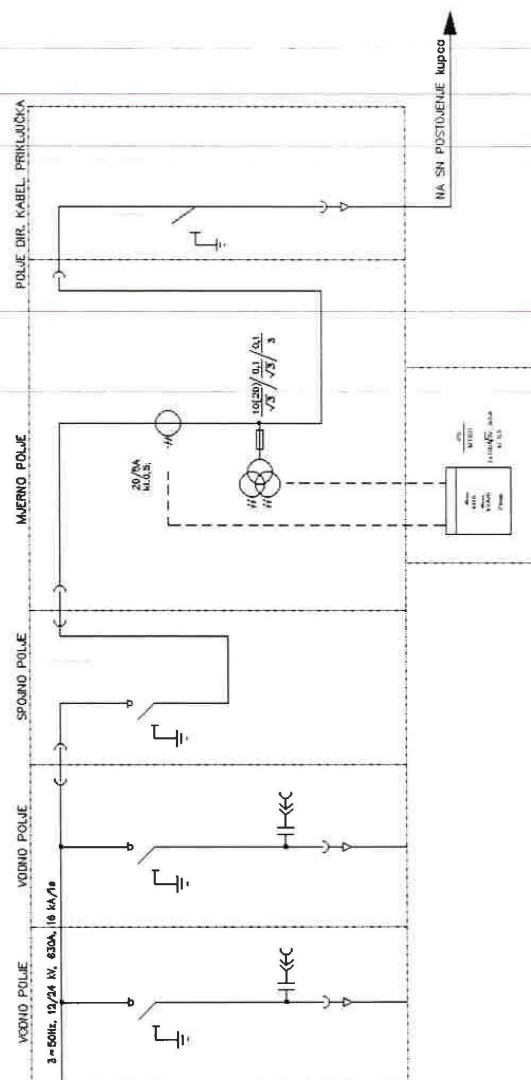 VODNO POLJE
VODNO POLJE
SPOJNO POLJE
MJERNO POLJE
POLJE DIR. KABEL. PRIKLJUČKA
3~50Hz, 12/24 kV, 630A, 16 kA/1s
20/5A
kl.0,5;
10(20)/0,1/0,1
√3/√3/3
NA SN POSTOJENJE kupca